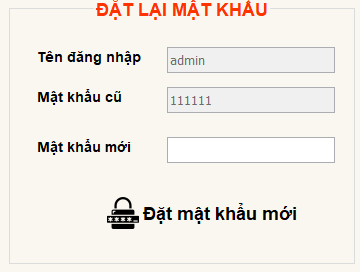 ĐẶT LẠI MẬT KHẨU
Tên đăng nhập admin
Mật khẩu cũ 111111
Mật khẩu mới
**** Đặt mật khẩu mới